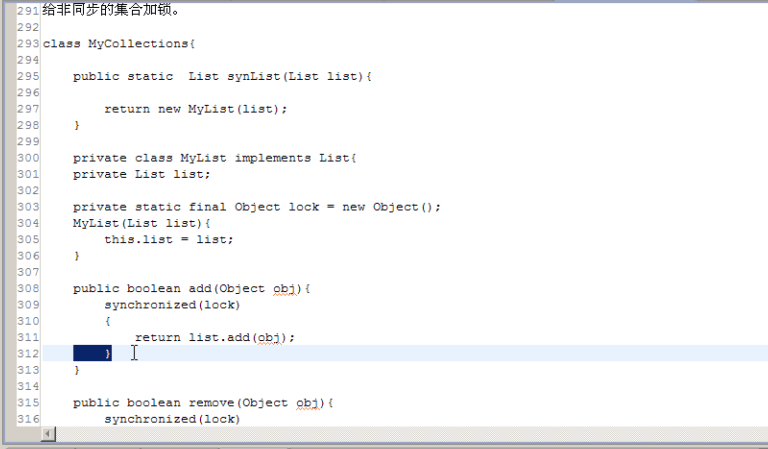 291 给非同步的集合加锁。
292
293 class MyCollections{
294
295     public static  List synList(List list){
296
297         return new MyList(list);
298     }
299
300     private class MyList implements List{
301     private List list;
302
303     private static final Object lock = new Object();
304     MyList(List list){
305         this.list = list;
306     }
307
308     public boolean add(Object obj){
309         synchronized(lock)
310         {
311             return list.add(obj);
312         }
313     }
314
315     public boolean remove(Object obj){
316         synchronized(lock)